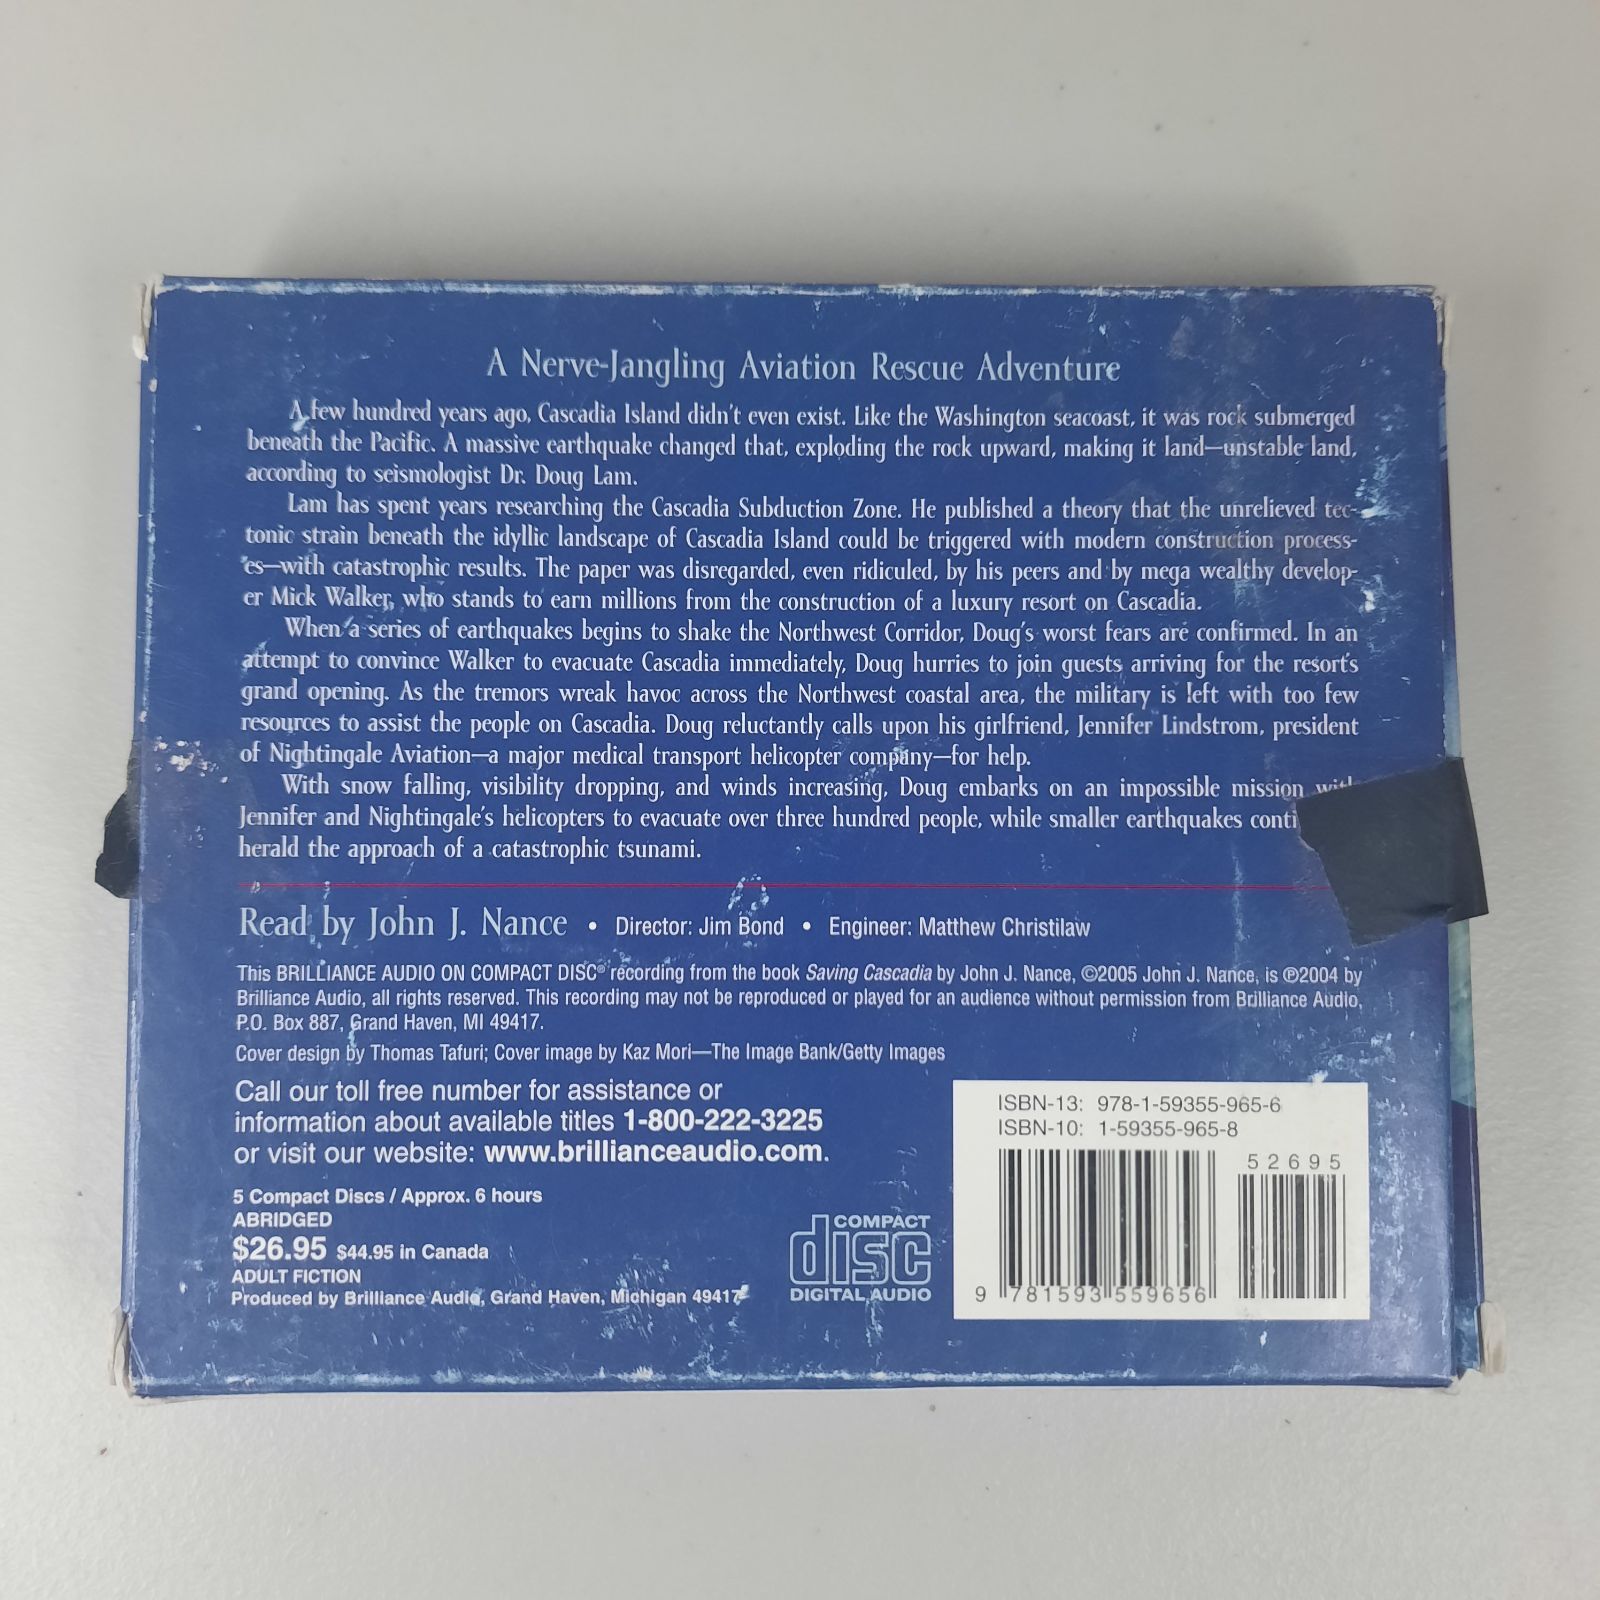 A Nerve-Jangling Aviation Rescue Adventure
A few hundred years ago, Cascadia Island didn't even exist. Like the Washington seacoast, it was rock submerged
beneath the Pacific. A massive earthquake changed that, exploding the rock upward, making it land—unstable land,
according to seismologist Dr. Doug Lam.
Lam has spent years researching the Cascadia Subduction Zone. He published a theory that the unrelieved tec-
tonic strain beneath the idyllic landscape of Cascadia Island could be triggered with modern construction process-
es—with catastrophic results. The paper was disregarded, even ridiculed, by his peers and by mega wealthy develop-
er Mick Walker, who stands to earn millions from the construction of a luxury resort on Cascadia.
When a series of earthquakes begins to shake the Northwest Corridor, Doug's worst fears are confirmed. In an
attempt to convince Walker to evacuate Cascadia immediately, Doug hurries to join guests arriving for the resort's
grand opening. As the tremors wreak havoc across the Northwest coastal area, the military is left with too few
resources to assist the people on Cascadia. Doug reluctantly calls upon his girlfriend, Jennifer Lindstrom, president
of Nightingale Aviation—a major medical transport helicopter company—for help.
With snow falling, visibility dropping, and winds increasing, Doug embarks on an impossible mission with
Jennifer and Nightingale's helicopters to evacuate over three hundred people, while smaller earthquakes conti
herald the approach of a catastrophic tsunami.
Read by John J. Nance • Director: Jim Bond • Engineer: Matthew Christilaw
This BRILLIANCE AUDIO ON COMPACT DISC® recording from the book Saving Cascadia by John J. Nance, ©2005 John J. Nance, is ℗2004 by
Brilliance Audio, all rights reserved. This recording may not be reproduced or played for an audience without permission from Brilliance Audio,
P.O. Box 887, Grand Haven, MI 49417.
Cover design by Thomas Tafuri; Cover image by Kaz Mori—The Image Bank/Getty Images
Call our toll free number for assistance or
information about available titles 1-800-222-3225
or visit our website: www.brillianceaudio.com.
5 Compact Discs / Approx. 6 hours
ABRIDGED
$26.95 $44.95 in Canada
ADULT FICTION
Produced by Brilliance Audio, Grand Haven, Michigan 49417
COMPACT
disc
DIGITAL AUDIO
ISBN-13: 978-1-59355-965-6
ISBN-10: 1-59355-965-8
52695
9 781593 559656